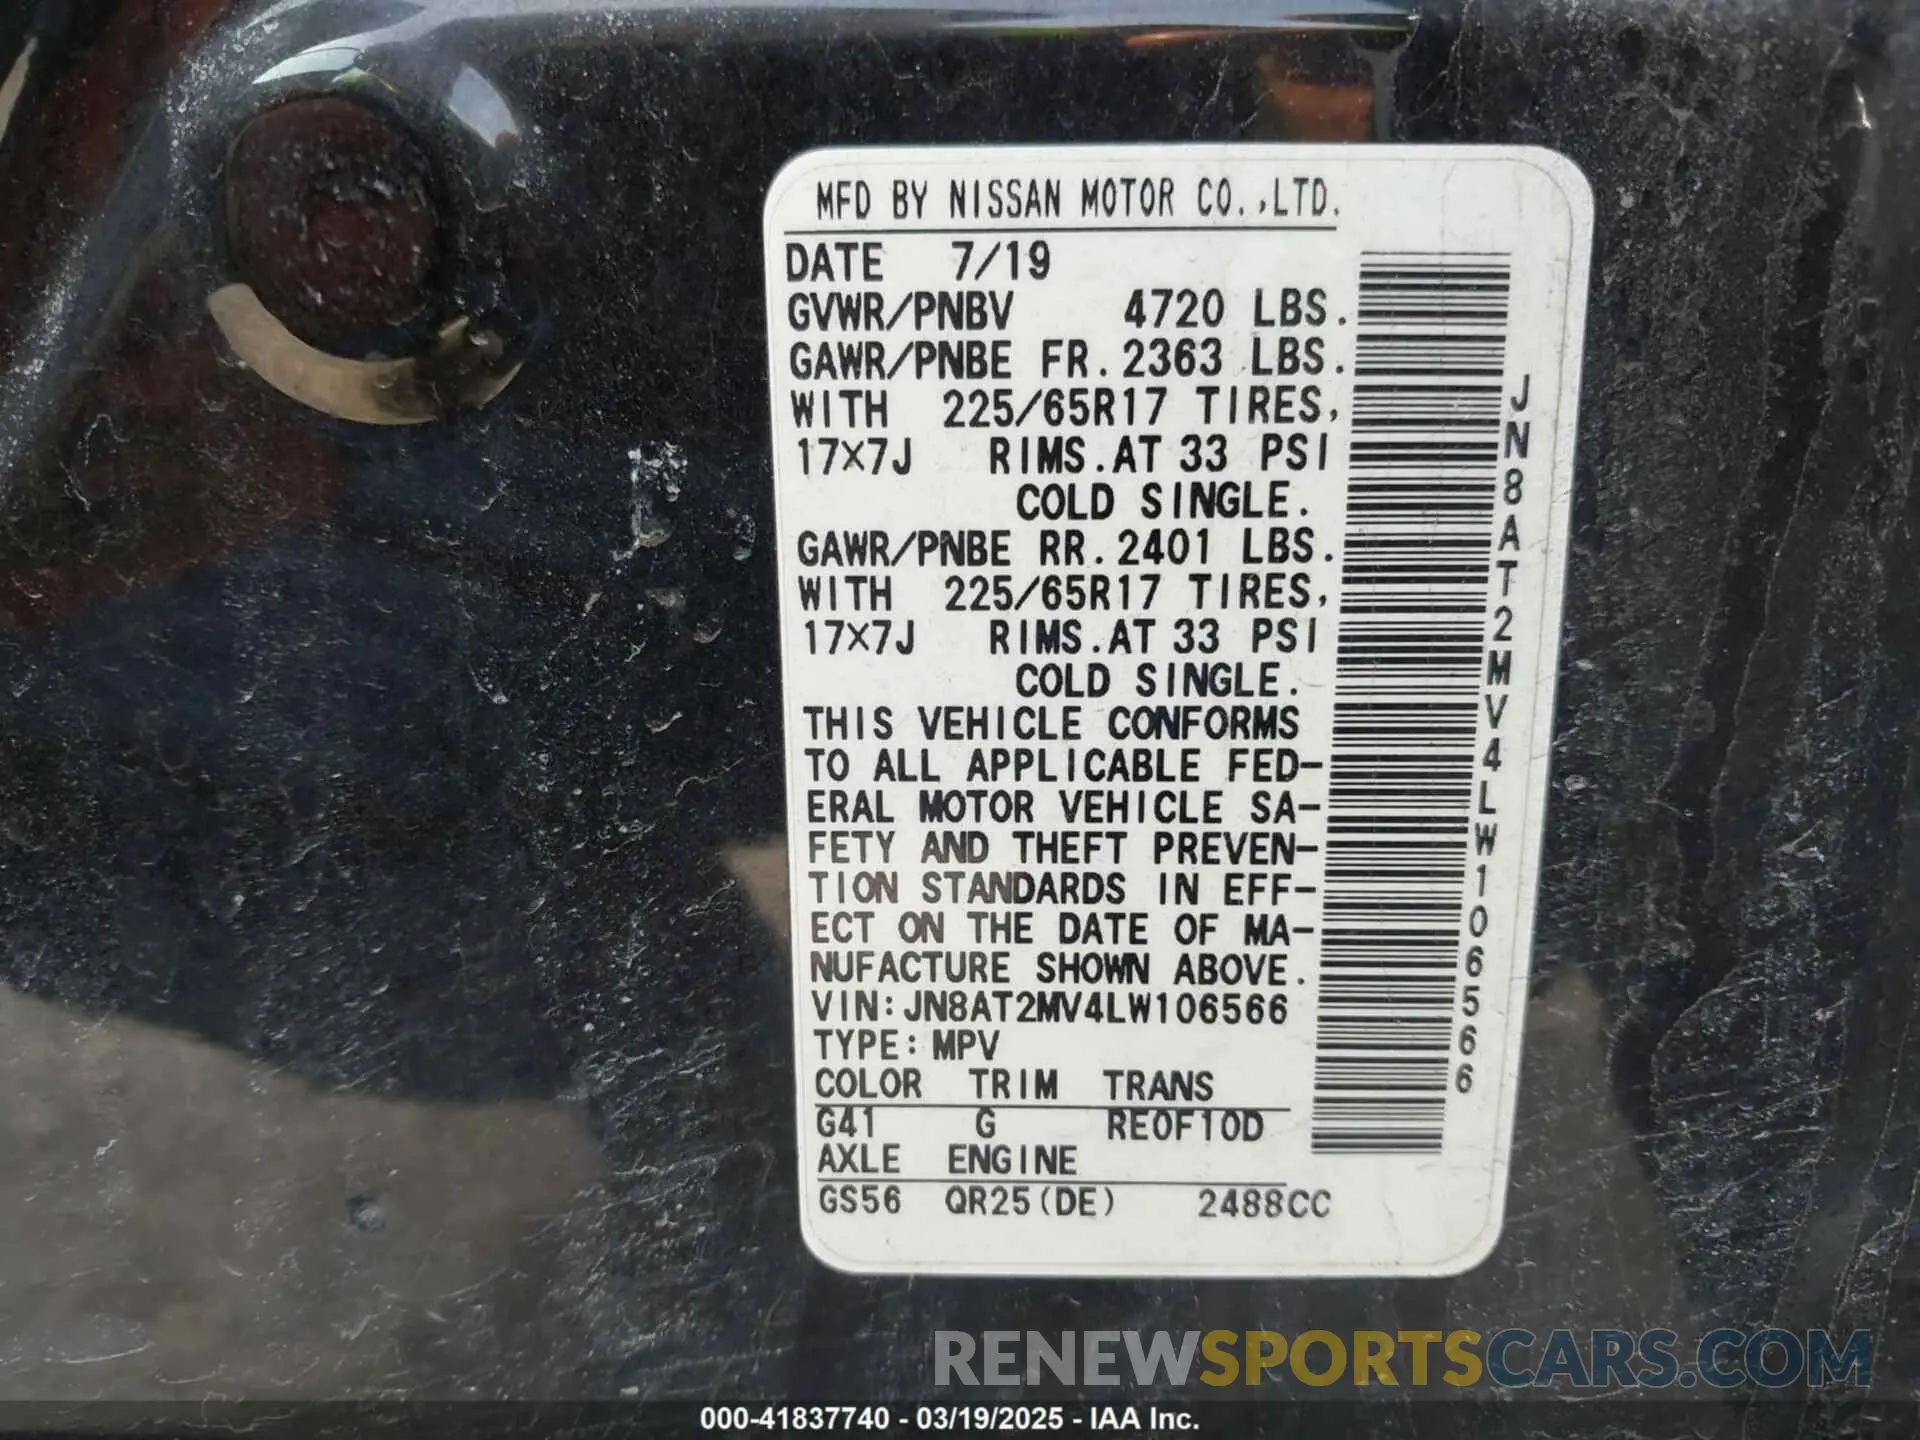 MFD BY NISSAN MOTOR CO.,LTD.
DATE 7/19
GVWR/PNBV 4720 LBS.
GAWR/PNBE FR. 2363 LBS.
WITH 225/65R17 TIRES,
17X7J RIMS. AT 33 PSI
COLD SINGLE.
GAWR/PNBE RR. 2401 LBS.
WITH 225/65R17 TIRES,
17X7J RIMS. AT 33 PSI
COLD SINGLE.
THIS VEHICLE CONFORMS
TO ALL APPLICABLE FED-
ERAL MOTOR VEHICLE SA-
FETY AND THEFT PREVEN-
TION STANDARDS IN EFF-
ECT ON THE DATE OF MA-
NUFACTURE SHOWN ABOVE.
VIN: JN8AT2MV4LW106566
TYPE: MPV
COLOR TRIM TRANS
G41 G RE0F10D
AXLE ENGINE
GS56 QR25(DE) 2488CC
JN8AT2MV4LW106566
RENEWSPORTSCARS.COM
000-41837740 - 03/19/2025 - IAA Inc.